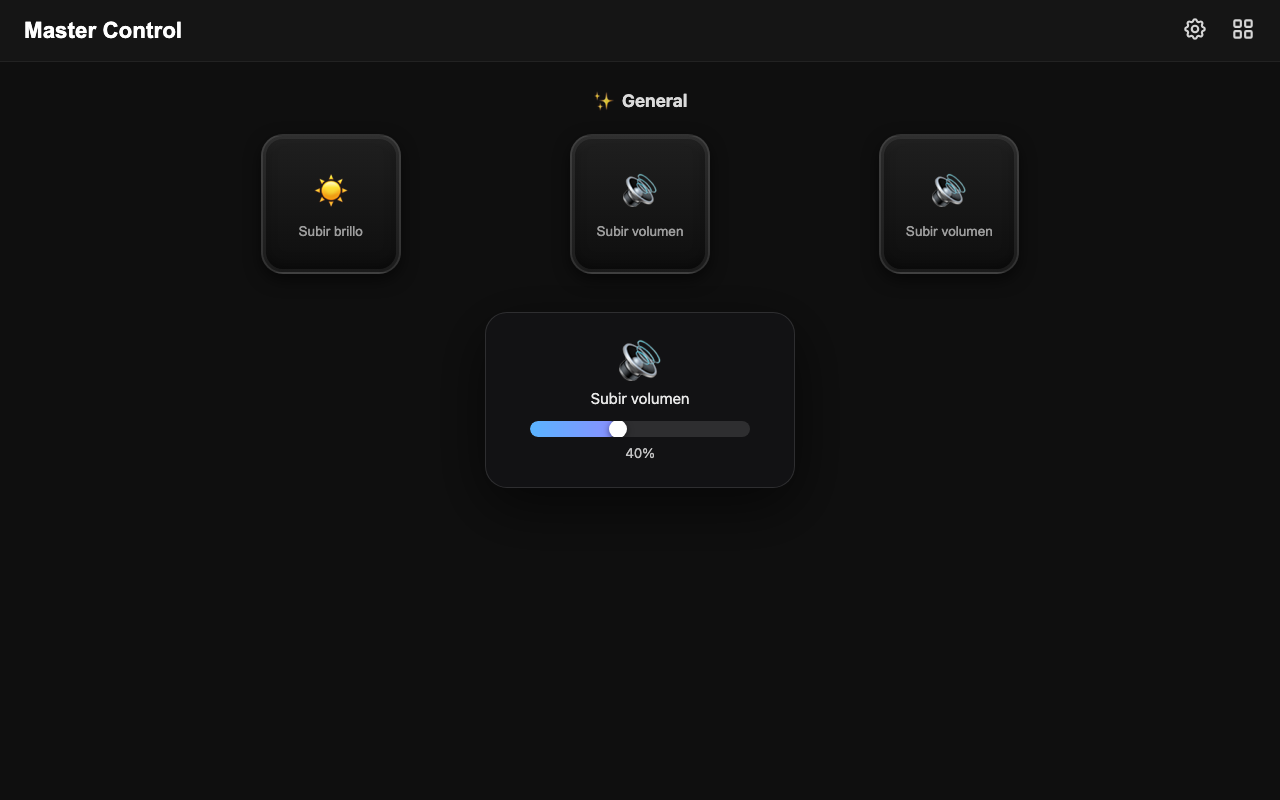 Master Control
✨ General
Subir brillo
Subir volumen
Subir volumen
Subir volumen
40%